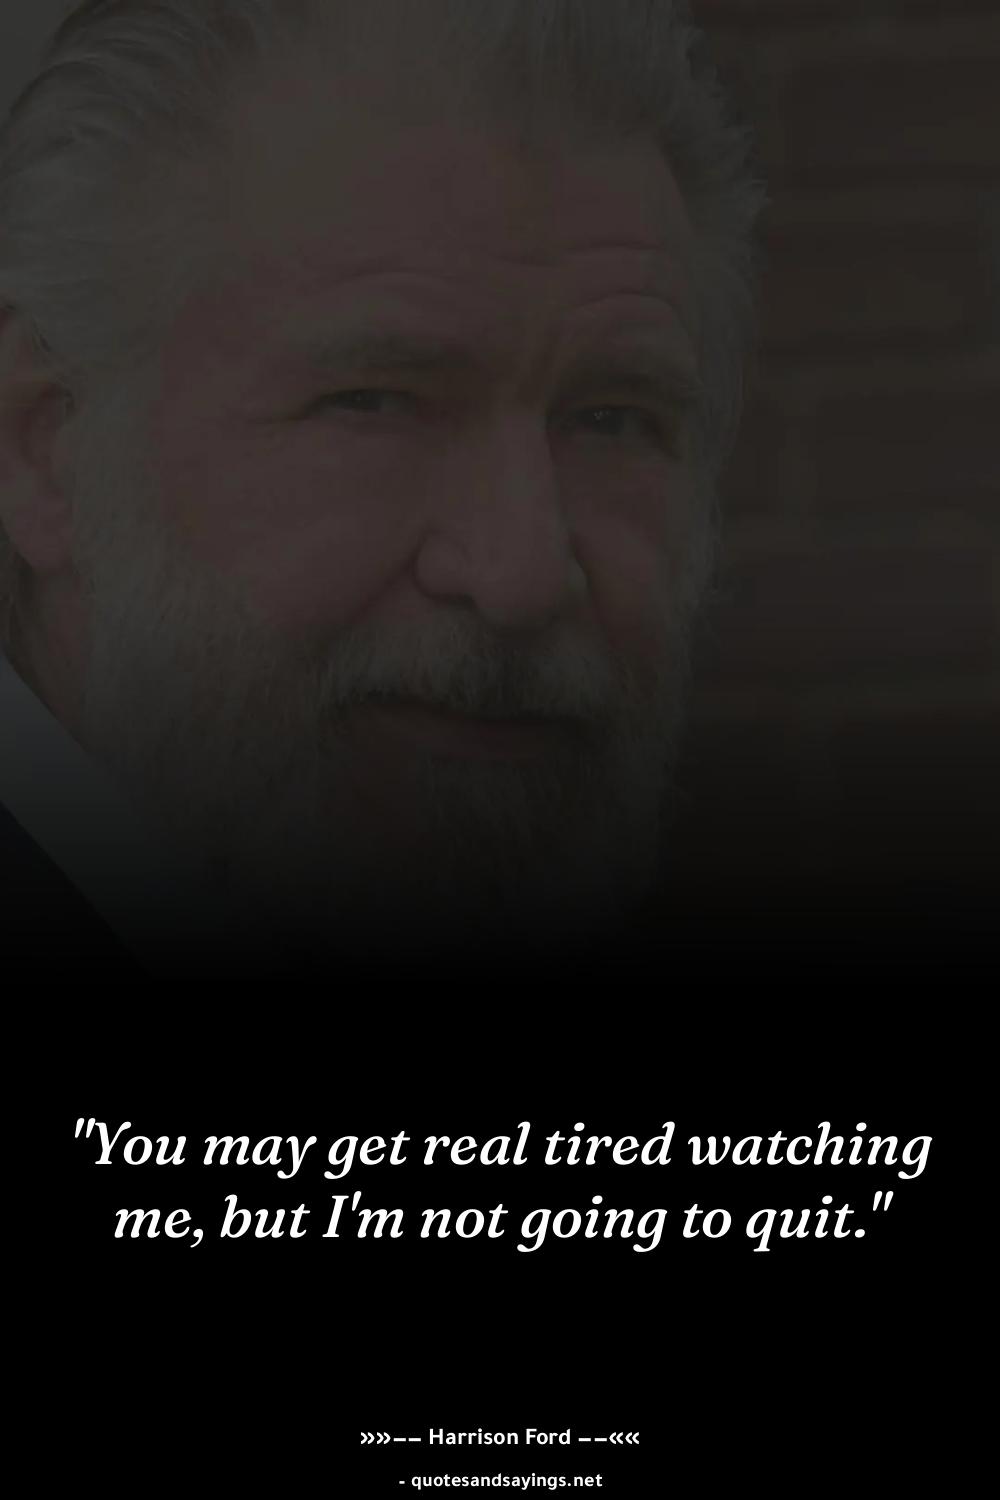 "You may get real tired watching
me, but I'm not going to quit."
»»–– Harrison Ford ––««
- quotesandsayings.net